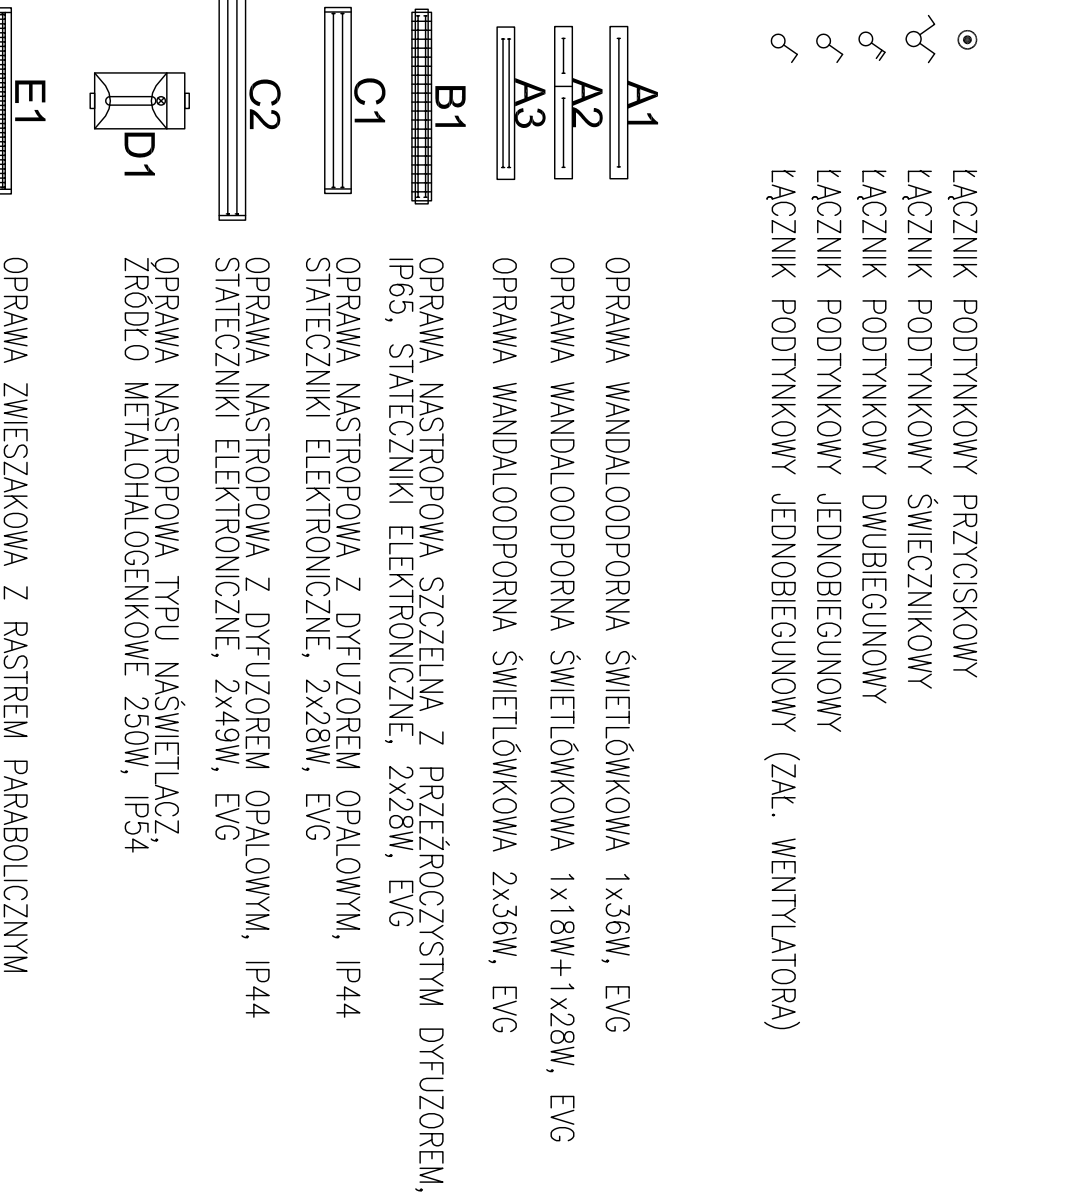 ŁĄCZNIK PODTYNKOWY PRZYCISKOWY
ŁĄCZNIK PODTYNKOWY ŚWIECZNIKOWY
ŁĄCZNIK PODTYNKOWY DWUBIEGUNOWY
ŁĄCZNIK PODTYNKOWY JEDNOBIEGUNOWY
ŁĄCZNIK PODTYNKOWY JEDNOBIEGUNOWY (ZAŁ. WENTYLATORA)
A1 OPRAWA WANDALOODPORNA ŚWIETLÓWKOWA 1x36W, EVG
A2 OPRAWA WANDALOODPORNA ŚWIETLÓWKOWA 1x18W+1x28W, EVG
A3 OPRAWA WANDALOODPORNA ŚWIETLÓWKOWA 2x36W, EVG
B1 OPRAWA NASTROPOWA SZCZELNA Z PRZEŹROCZYSTYM DYFUZOREM,
IP65, STATECZNIKI ELEKTRONICZNE, 2x28W, EVG
C1 OPRAWA NASTROPOWA Z DYFUZOREM OPALOWYM, IP44
STATECZNIKI ELEKTRONICZNE, 2x28W, EVG
C2 OPRAWA NASTROPOWA Z DYFUZOREM OPALOWYM, IP44
STATECZNIKI ELEKTRONICZNE, 2x49W, EVG
D1 OPRAWA NASTROPOWA TYPU NAŚWIETLACZ,
ŹRÓDŁO METALOHALOGENKOWE 250W, IP54
E1 OPRAWA ZWIESZAKOWA Z RASTREM PARABOLICZNYM